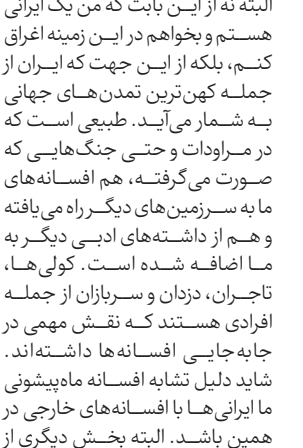 البته نه از این بابت که من یک ایرانی
هستم و بخواهم در این زمینه اغراق
کنم، بلکه از این جهت که ایران از
جمله کهن‌ترین تمدن‌های جهانی
به شمار می‌آید. طبیعی است که
در مراودات و حتی جنگ‌هایی که
صورت می‌گرفته، هم افسانه‌های
ما به سرزمین‌های دیگر راه می‌یافته
و هم از داشته‌های ادبی دیگر به
ما اضافه شده است. کولی‌ها،
تاجران، دزدان و سربازان از جمله
افرادی هستند که نقش مهمی در
جابه‌جایی افسانه‌ها داشته‌اند.
شاید دلیل تشابه افسانه ماه‌پیشونی
ما ایرانی‌ها با افسانه‌های خارجی در
همین باشد. البته بخش دیگری از